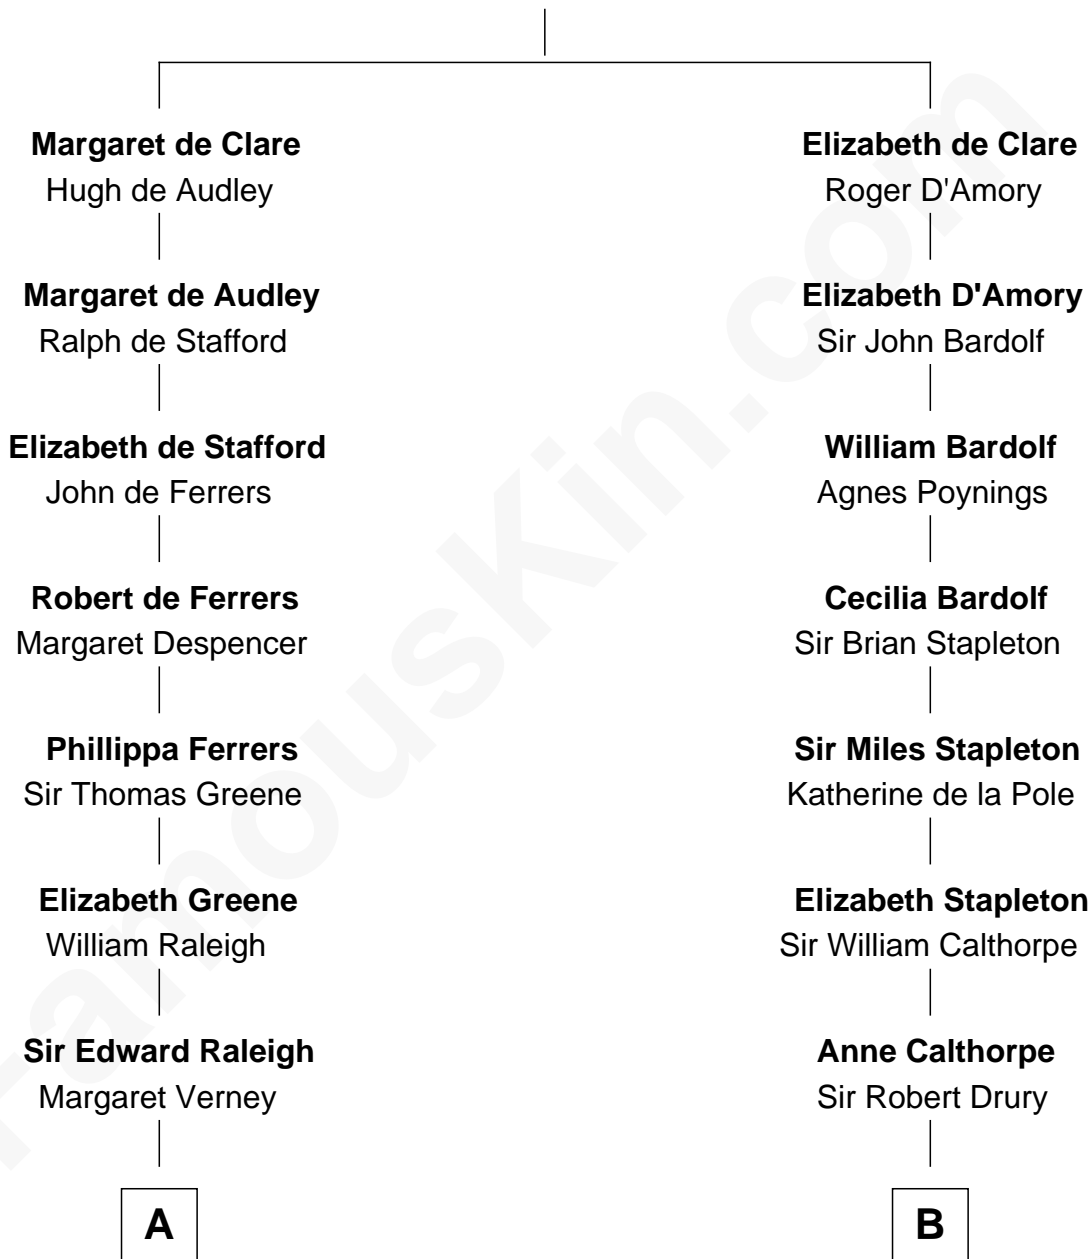 Margaret de Clare
Hugh de Audley
Elizabeth de Clare
Roger D'Amory
Margaret de Audley
Ralph de Stafford
Elizabeth D'Amory
Sir John Bardolf
Elizabeth de Stafford
John de Ferrers
William Bardolf
Agnes Poynings
Robert de Ferrers
Margaret Despencer
Cecilia Bardolf
Sir Brian Stapleton
Phillippa Ferrers
Sir Thomas Greene
Sir Miles Stapleton
Katherine de la Pole
Elizabeth Greene
William Raleigh
Elizabeth Stapleton
Sir William Calthorpe
Sir Edward Raleigh
Margaret Verney
Anne Calthorpe
Sir Robert Drury
A
B
FamousKin.com